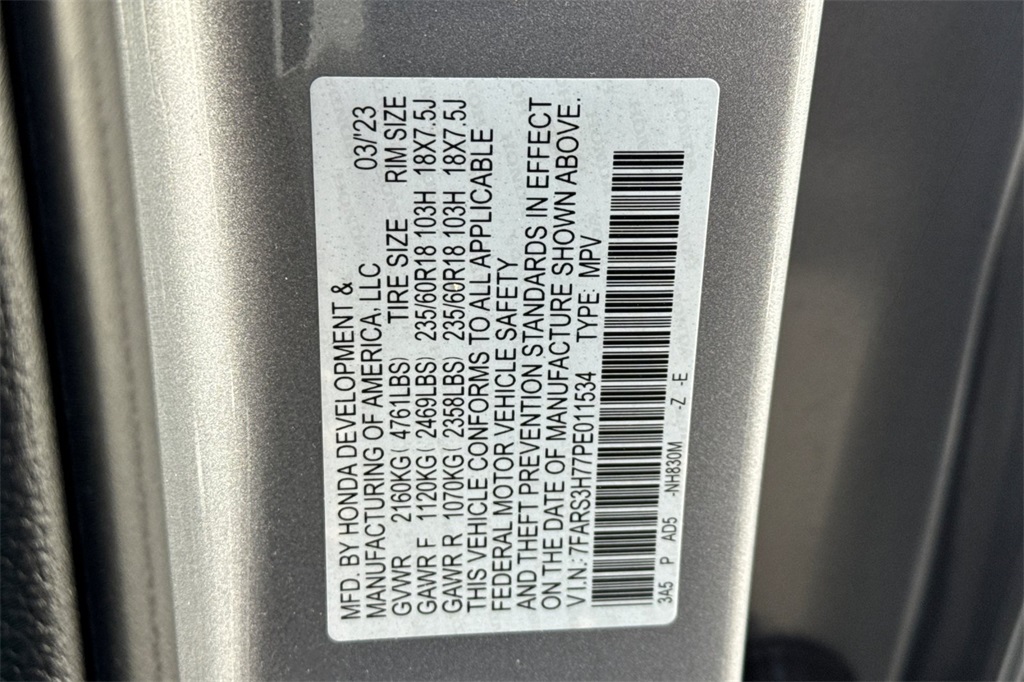 MFD. BY HONDA DEVELOPMENT & 03/'23
MANUFACTURING OF AMERICA, LLC
GVWR 2160KG ( 4761LBS) TIRE SIZE RIM SIZE
GAWR F 1120KG ( 2469LBS) 235/60R18 103H 18X7.5J
GAWR R 1070KG ( 2358LBS) 235/60R18 103H 18X7.5J
THIS VEHICLE CONFORMS TO ALL APPLICABLE
FEDERAL MOTOR VEHICLE SAFETY
AND THEFT PREVENTION STANDARDS IN EFFECT
ON THE DATE OF MANUFACTURE SHOWN ABOVE.
V.I.N.: 7FARS3H77PE011534 TYPE: MPV
3A5 P AD5 -NH830M -Z -E